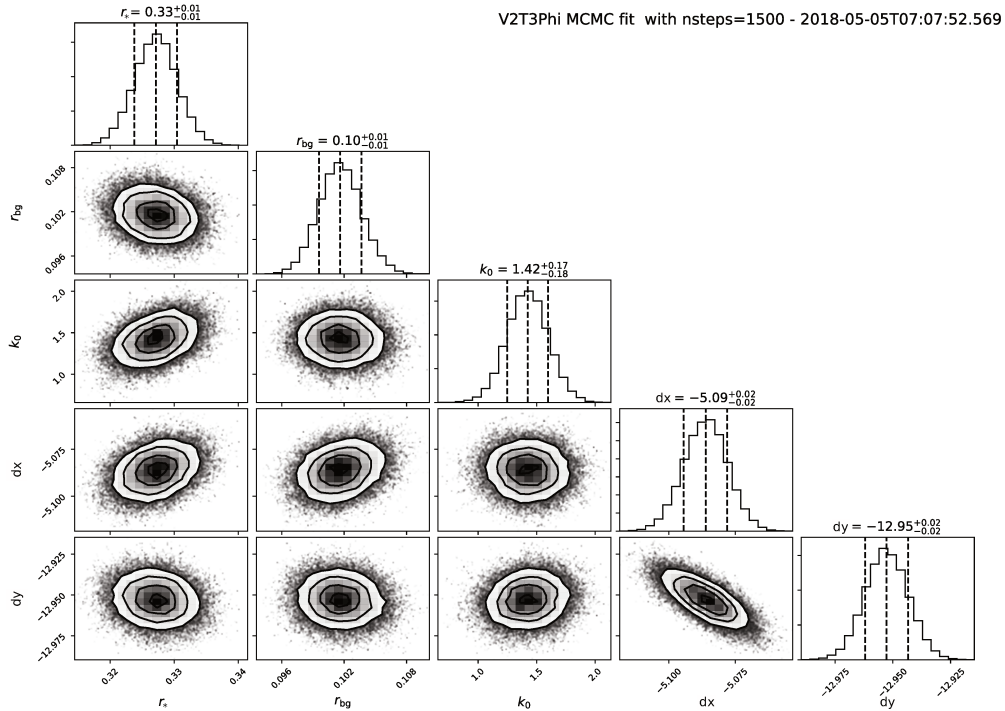 V2T3Phi MCMC fit with nsteps=1500 - 2018-05-05T07:07:52.569
r* = 0.33+0.01−0.01
rbg = 0.10+0.01−0.01
0.108
0.102
0.096
rbg
k0 = 1.42+0.17−0.18
2.0
1.5
1.0
k0
dx = −5.09+0.02−0.02
−5.075
−5.100
dx
dy = −12.95+0.02−0.02
−12.925
−12.950
−12.975
dy
0.32 0.33 0.34 0.096 0.102 0.108 1.0 1.5 2.0 −5.100 −5.075 −12.975 −12.950 −12.925
r* rbg k0 dx dy